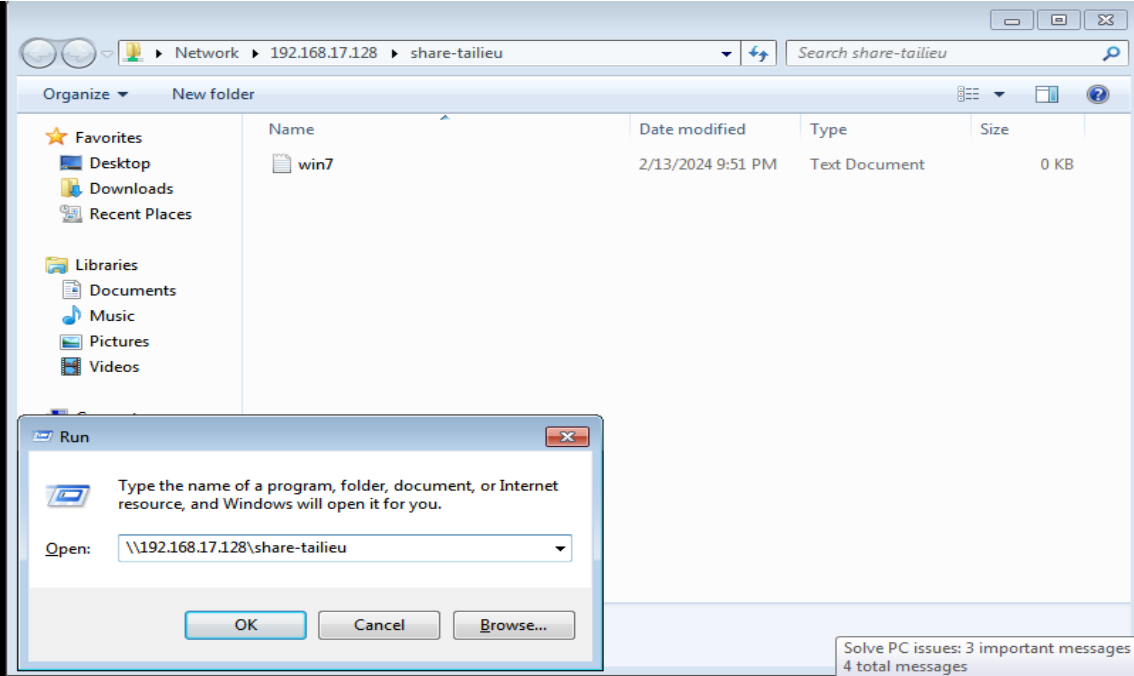 Network ▸ 192.168.17.128 ▸ share-tailieu
Search share-tailieu
Organize New folder
Name Date modified Type Size
win7 2/13/2024 9:51 PM Text Document 0 KB
Favorites
Desktop
Downloads
Recent Places
Libraries
Documents
Music
Pictures
Videos
Run
Type the name of a program, folder, document, or Internet
resource, and Windows will open it for you.
Open: \\192.168.17.128\share-tailieu
OK Cancel Browse...
Solve PC issues: 3 important messages
4 total messages